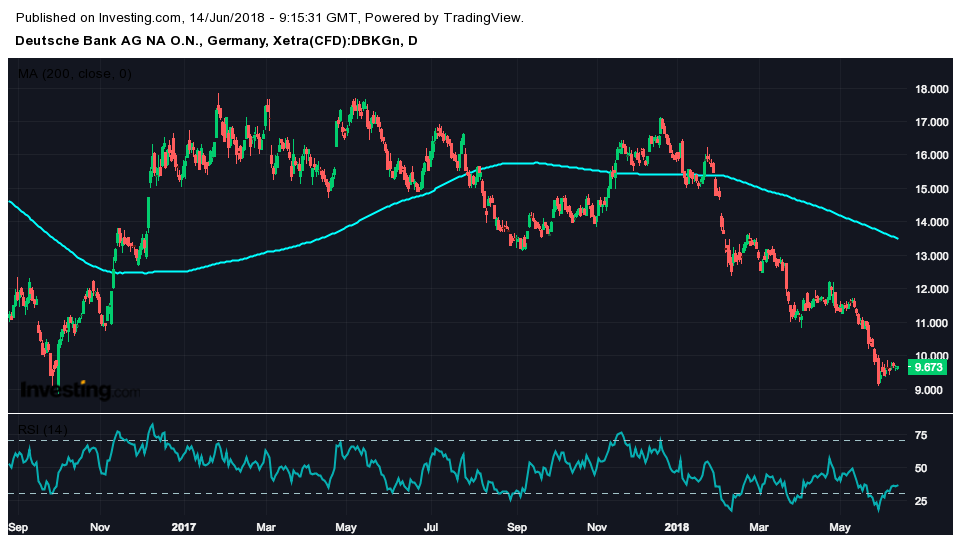 Published on Investing.com, 14/Jun/2018 - 9:15:31 GMT, Powered by TradingView.
Deutsche Bank AG NA O.N., Germany, Xetra(CFD):DBKGn, D
MA (200, close, 0)
18.000
17.000
16.000
15.000
14.000
13.000
12.000
11.000
10.000
9.673
9.000
Investing.com
RSI (14)
75
50
25
Sep Nov 2017 Mar May Jul Sep Nov 2018 Mar May